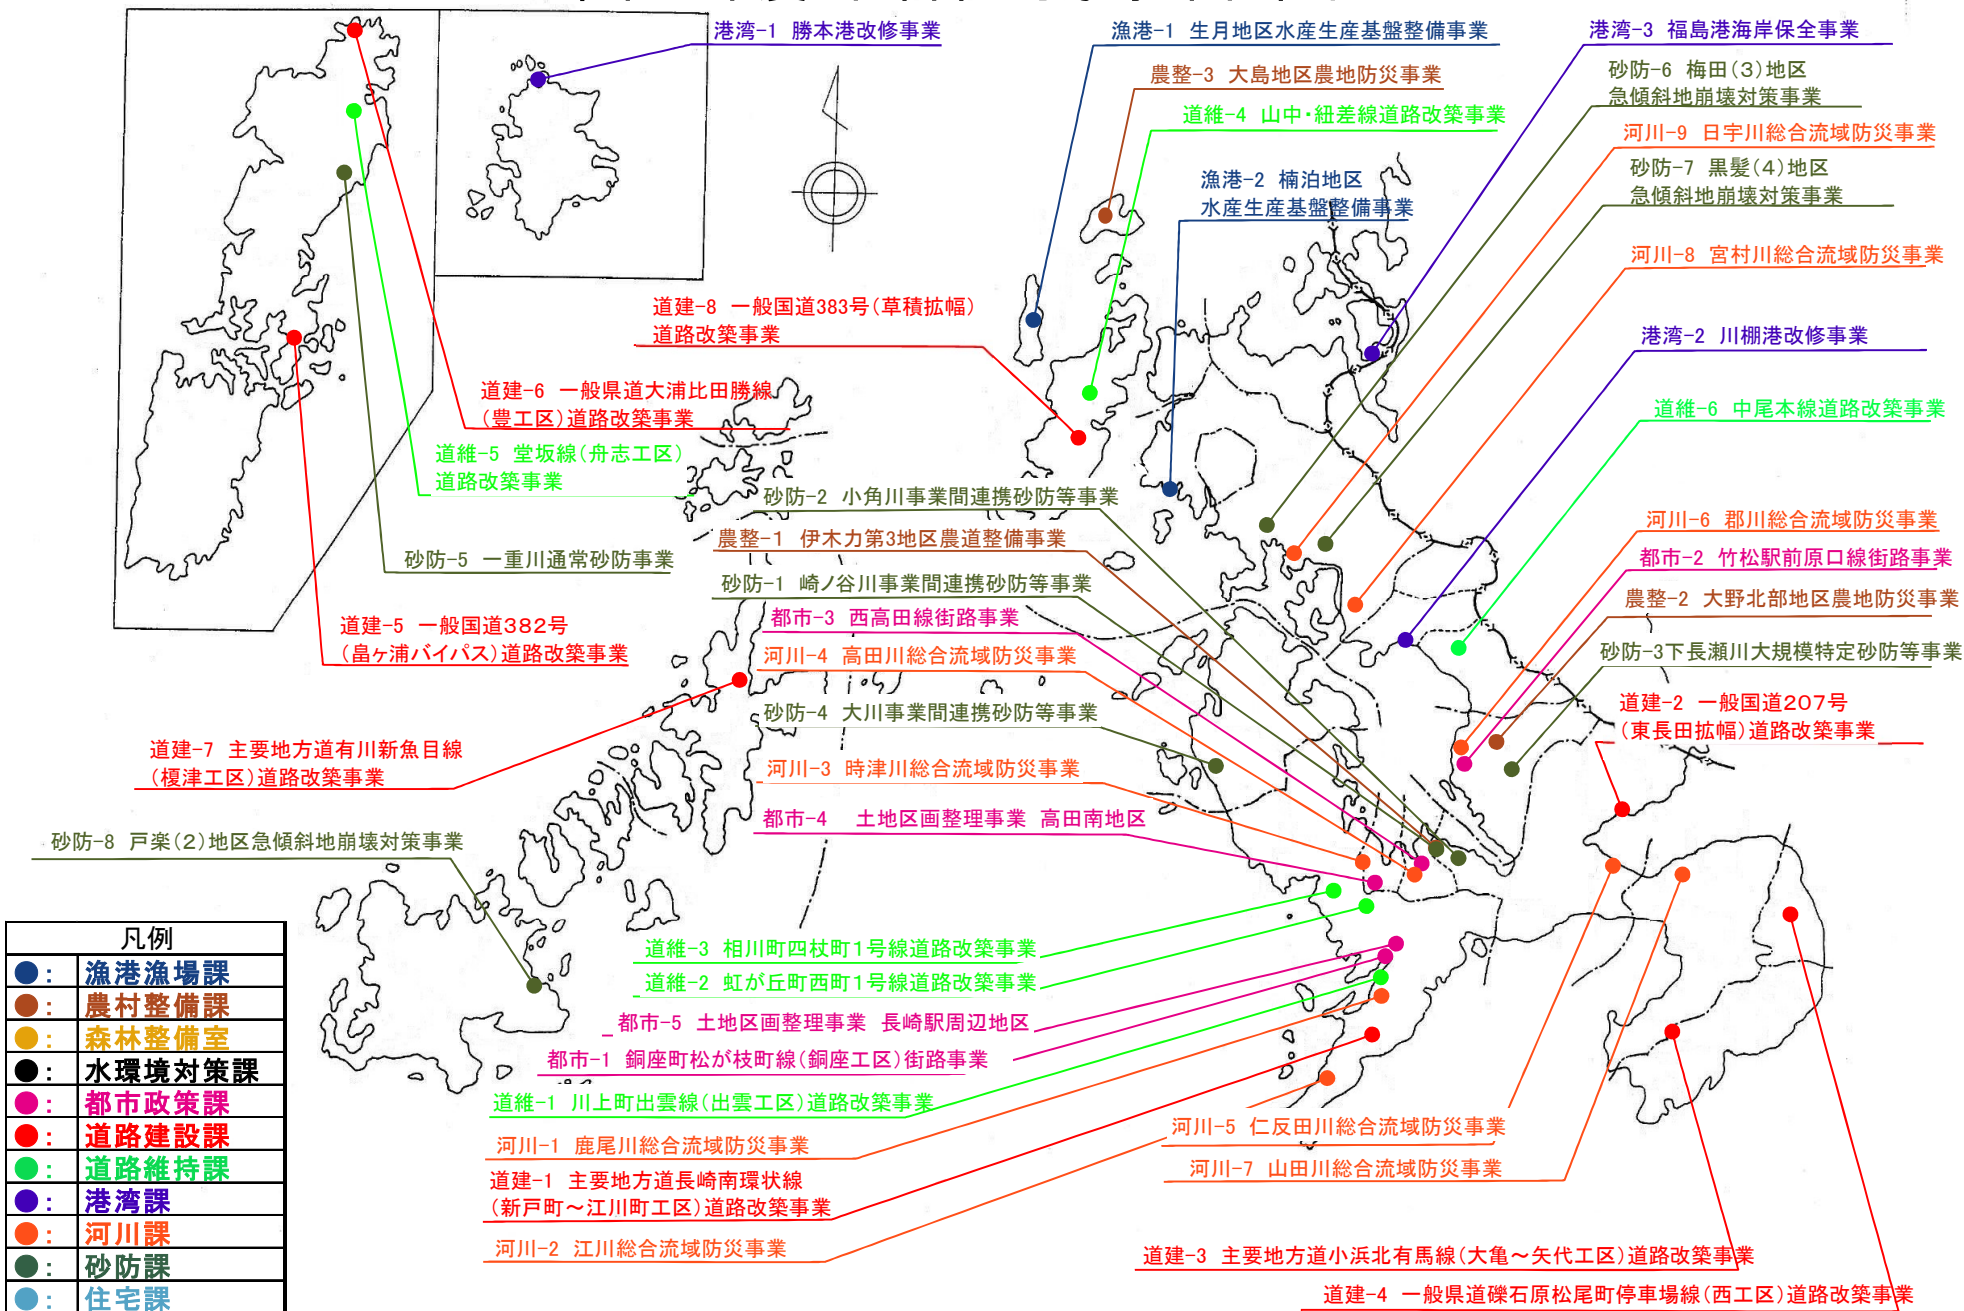 港湾-1 勝本港改修事業
漁港-1 生月地区水産生産基盤整備事業
港湾-3 福島港海岸保全事業
農整-3 大島地区農地防災事業
砂防-6 梅田(3)地区
急傾斜地崩壊対策事業
道維-4 山中・紐差線道路改築事業
河川-9 日宇川総合流域防災事業
砂防-7 黒髪(4)地区
急傾斜地崩壊対策事業
漁港-2 楠泊地区
水産生産基盤整備事業
河川-8 宮村川総合流域防災事業
道建-8 一般国道383号(草積拡幅)
道路改築事業
港湾-2 川棚港改修事業
道建-6 一般県道大浦比田勝線
(豊工区)道路改築事業
道維-6 中尾本線道路改築事業
道維-5 堂坂線(舟志工区)
道路改築事業
砂防-2 小角川事業間連携砂防等事業
河川-6 郡川総合流域防災事業
農整-1 伊木力第3地区農道整備事業
砂防-5 一重川通常砂防事業
都市-2 竹松駅前原口線街路事業
砂防-1 崎ノ谷川事業間連携砂防等事業
農整-2 大野北部地区農地防災事業
都市-3 西高田線街路事業
道建-5 一般国道382号
(畠ヶ浦バイパス)道路改築事業
河川-4 高田川総合流域防災事業
砂防-3下長瀬川大規模特定砂防等事業
砂防-4 大川事業間連携砂防等事業
道建-2 一般国道207号
(東長田拡幅)道路改築事業
道建-7 主要地方道有川新魚目線
(榎津工区)道路改築事業
河川-3 時津川総合流域防災事業
都市-4 土地区画整理事業 高田南地区
砂防-8 戸楽(2)地区急傾斜地崩壊対策事業
道維-3 相川町四杖町1号線道路改築事業
道維-2 虹が丘町西町1号線道路改築事業
都市-5 土地区画整理事業 長崎駅周辺地区
都市-1 銅座町松が枝町線(銅座工区)街路事業
道維-1 川上町出雲線(出雲工区)道路改築事業
河川-5 仁反田川総合流域防災事業
河川-1 鹿尾川総合流域防災事業
河川-7 山田川総合流域防災事業
道建-1 主要地方道長崎南環状線
(新戸町～江川町工区)道路改築事業
河川-2 江川総合流域防災事業
道建-3 主要地方道小浜北有馬線(大亀～矢代工区)道路改築事業
道建-4 一般県道礫石原松尾町停車場線(西工区)道路改築事業
凡例
●： 漁港漁場課
●： 農村整備課
●： 森林整備室
●： 水環境対策課
●： 都市政策課
●： 道路建設課
●： 道路維持課
●： 港湾課
●： 河川課
●： 砂防課
●： 住宅課